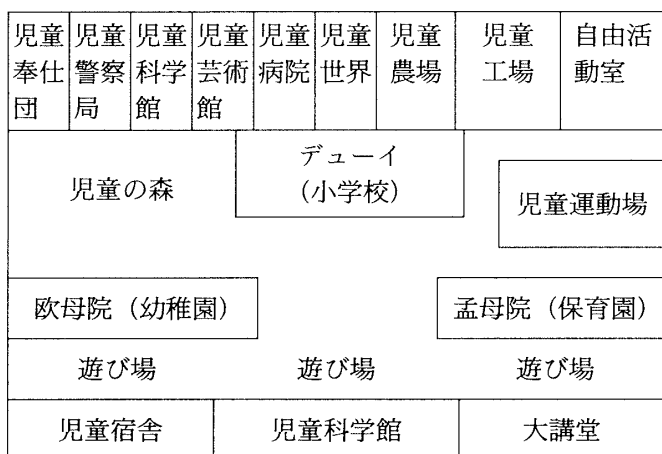 児童奉仕団
児童警察局
児童科学館
児童芸術館
児童病院
児童世界
児童農場
児童工場
自由活動室
児童の森
デューイ
（小学校）
児童運動場
欧母院（幼稚園）
孟母院（保育園）
遊び場
遊び場
遊び場
児童宿舎
児童科学館
大講堂